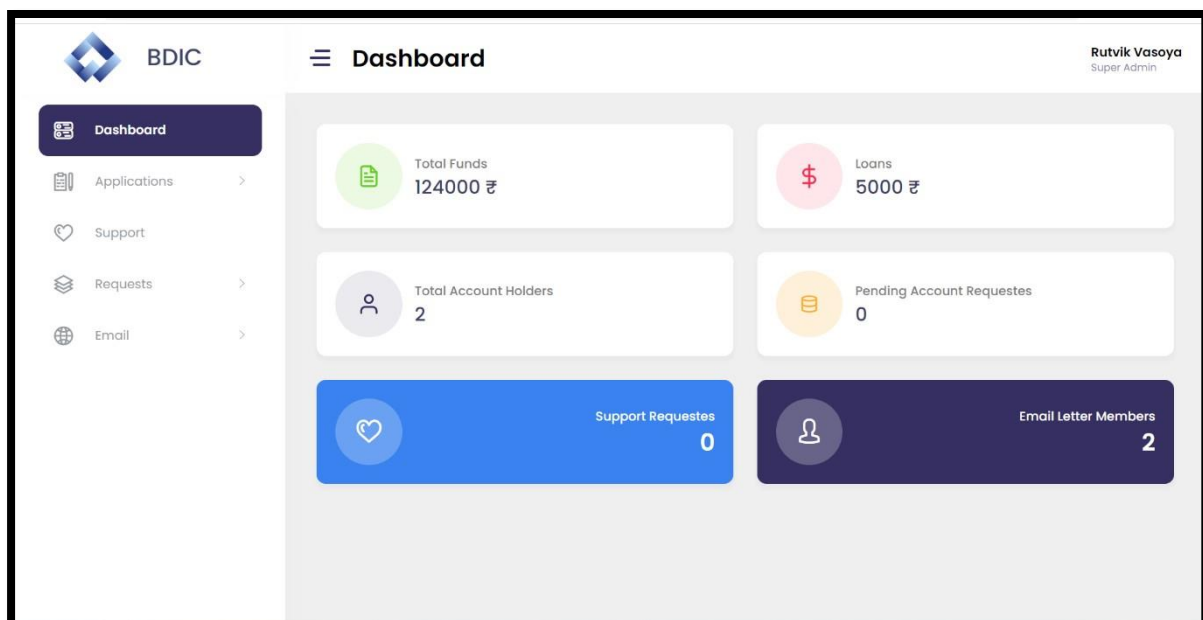 BDIC
Dashboard
Rutvik Vasoya
Super Admin
Dashboard
Applications
Support
Requests
Email
Total Funds
124000 ₹
Loans
5000 ₹
Total Account Holders
2
Pending Account Requestes
0
Support Requestes
0
Email Letter Members
2